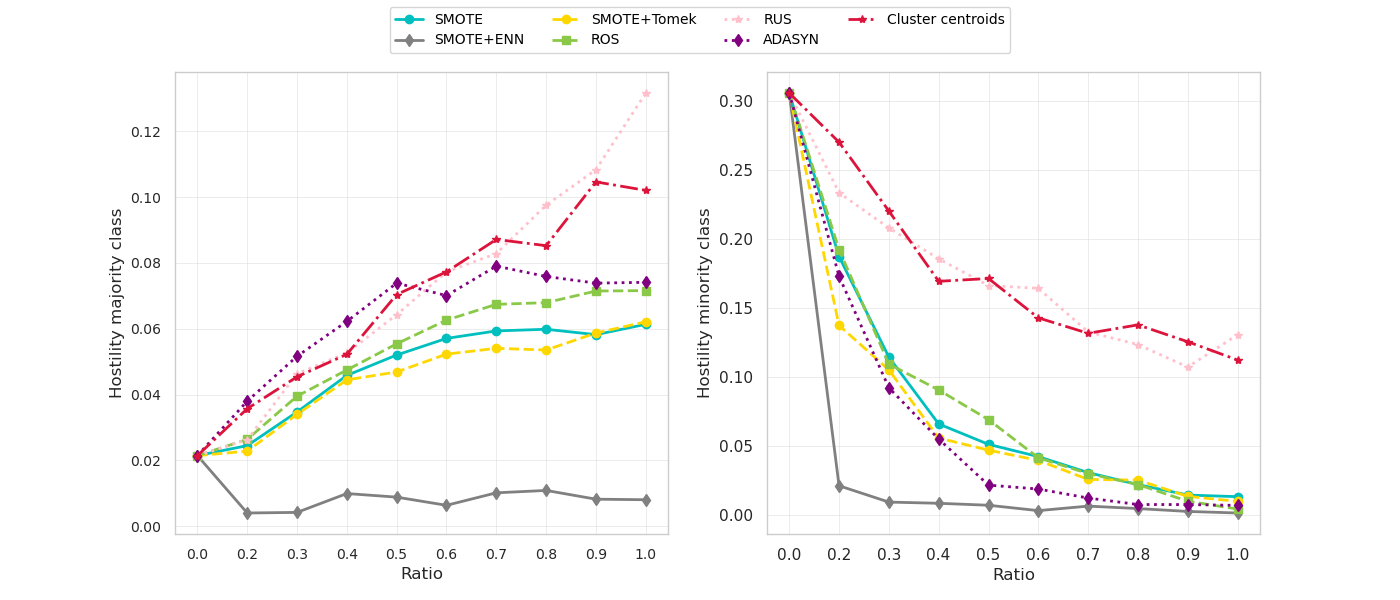 SMOTE SMOTE+Tomek RUS Cluster centroids
SMOTE+ENN ROS ADASYN
Hostility majority class
0.12
0.10
0.08
0.06
0.04
0.02
0.00
0.0 0.2 0.3 0.4 0.5 0.6 0.7 0.8 0.9 1.0
Ratio
Hostility minority class
0.30
0.25
0.20
0.15
0.10
0.05
0.00
0.0 0.2 0.3 0.4 0.5 0.6 0.7 0.8 0.9 1.0
Ratio